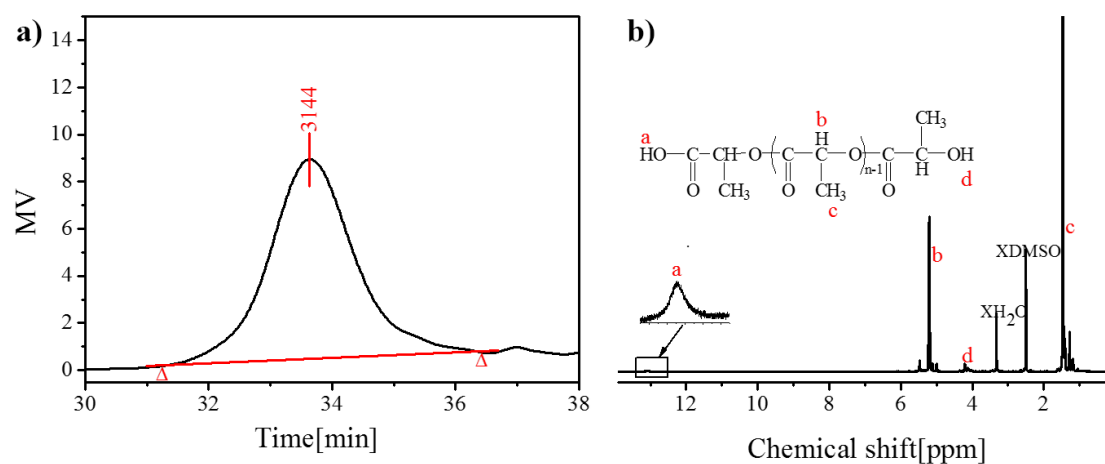 a)
14
12
10
8
6
4
2
0
3144
Δ
Δ
30
32
34
36
38
MV
Time[min]
b)
a
b
H
CH₃
HO—C—CH—O—(—C—C—O—)n-1—C—C—OH
O
CH₃
O
CH₃
O
H
d
c
a
b
d
XH2O
XDMSO
c
12
10
8
6
4
2
Chemical shift[ppm]